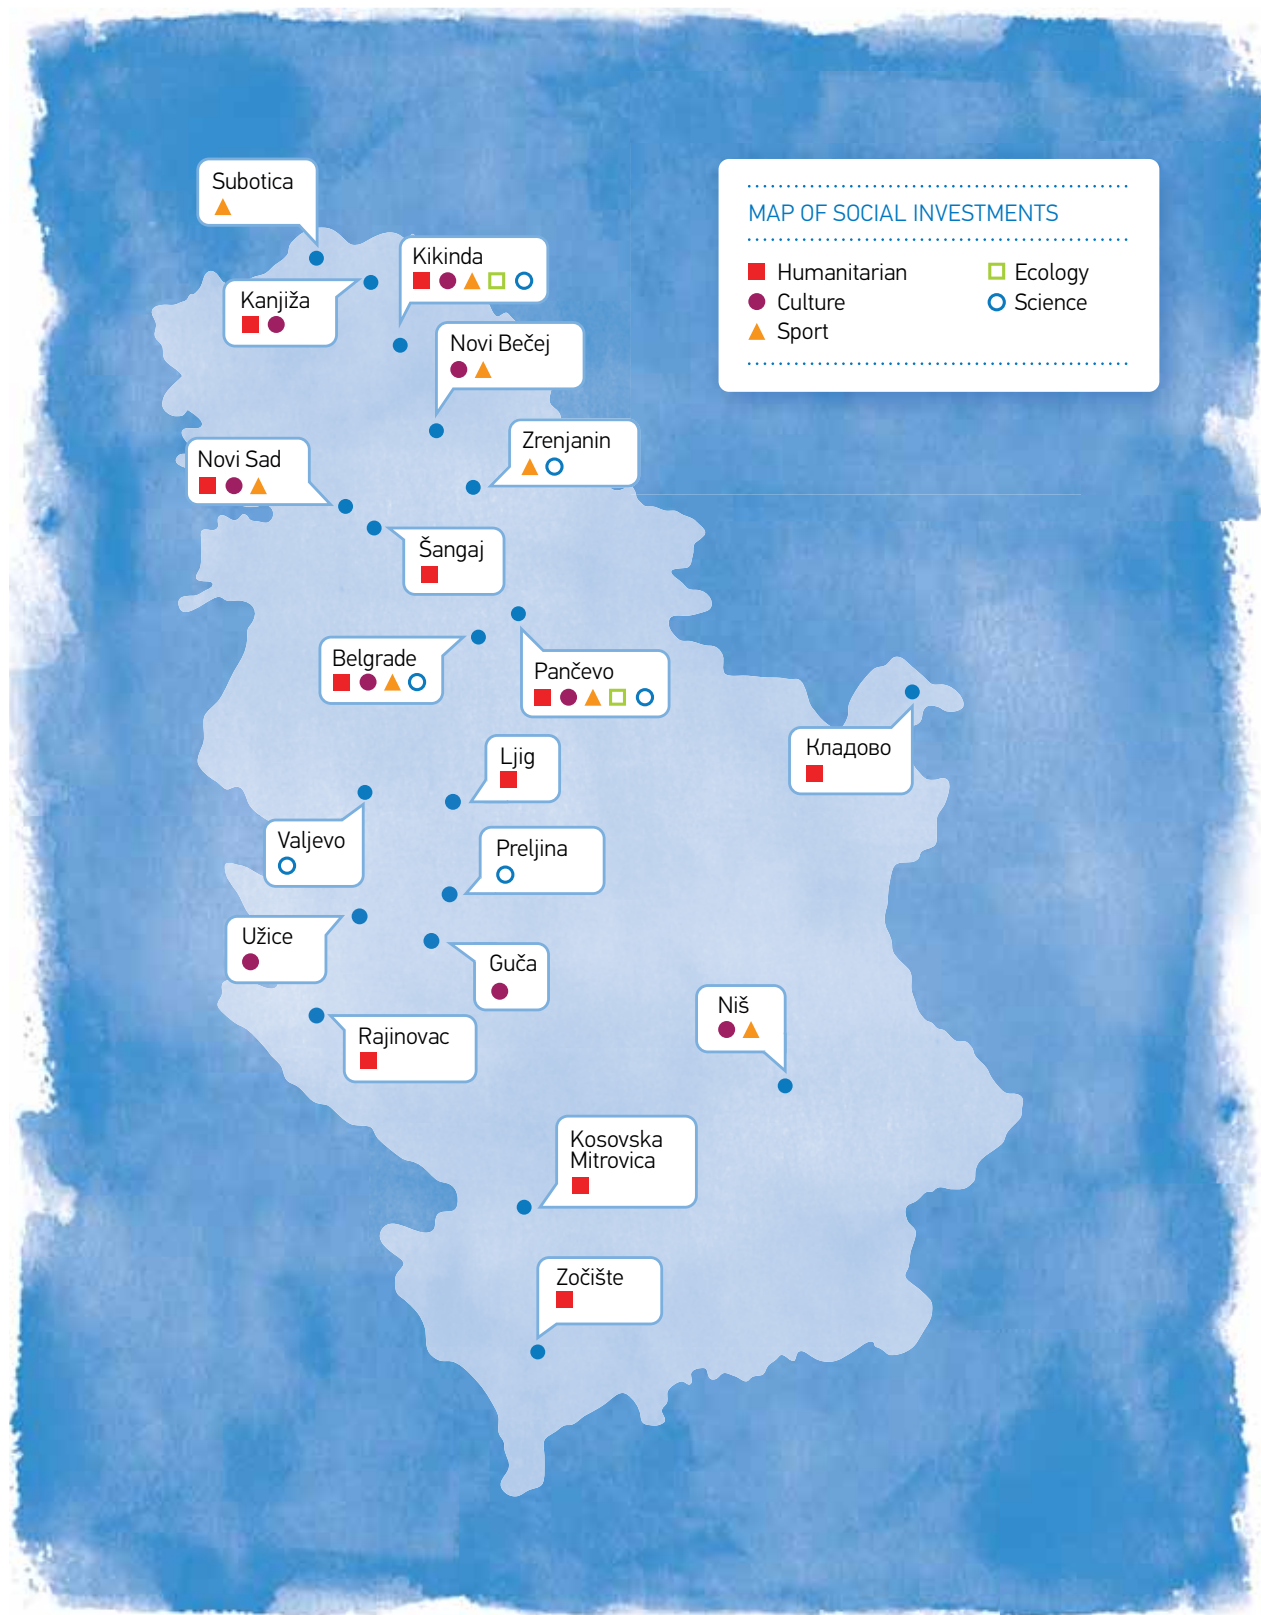 Subotica
MAP OF SOCIAL INVESTMENTS
Humanitarian
Culture
Sport
Ecology
Science
Kikinda
Kanjiža
Novi Bečej
Zrenjanin
Novi Sad
Šangaj
Belgrade
Pančevo
Кладово
Ljig
Valjevo
Preljina
Užice
Guča
Niš
Rajinovac
Kosovska
Mitrovica
Zočište